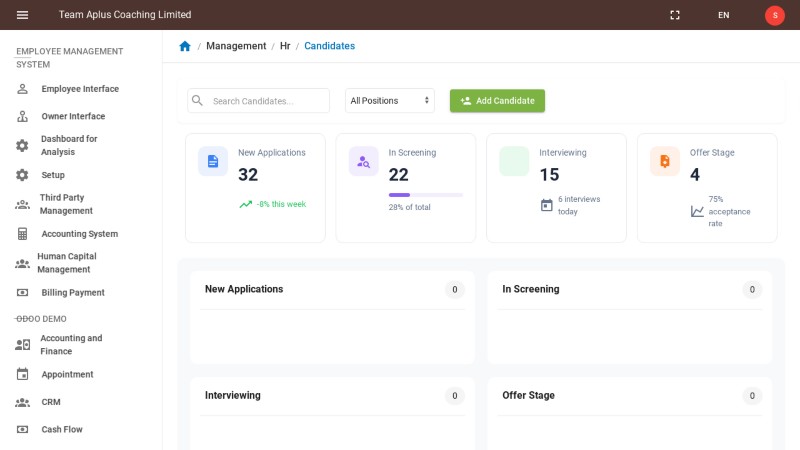 Team Aplus Coaching Limited
EN
S
EMPLOYEE MANAGEMENT
SYSTEM
Employee Interface
Owner Interface
Dashboard for
Analysis
Setup
Third Party
Management
Accounting System
Human Capital
Management
Billing Payment
ODOO DEMO
Accounting and
Finance
Appointment
CRM
Cash Flow
/ Management / Hr / Candidates
Search Candidates...
All Positions
Add Candidate
New Applications
32
-8% this week
In Screening
22
28% of total
Interviewing
15
6 interviews
today
Offer Stage
4
75%
acceptance
rate
New Applications 0
In Screening 0
Interviewing 0
Offer Stage 0